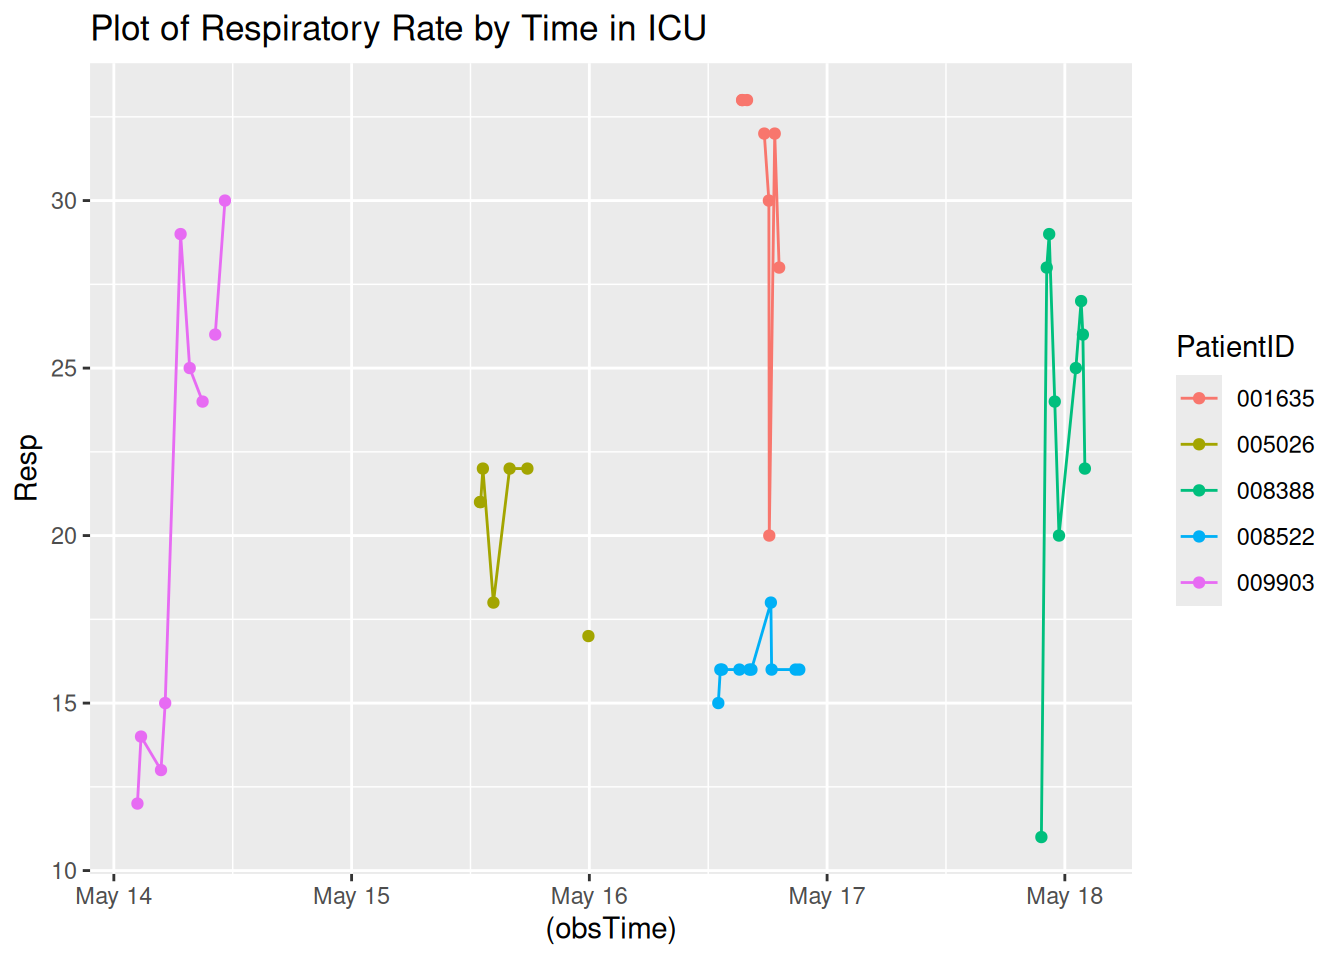 Plot of Respiratory Rate by Time in ICU
Resp
30
25
20
15
10
May 14
May 15
May 16
May 17
May 18
(obsTime)
PatientID
001635
005026
008388
008522
009903